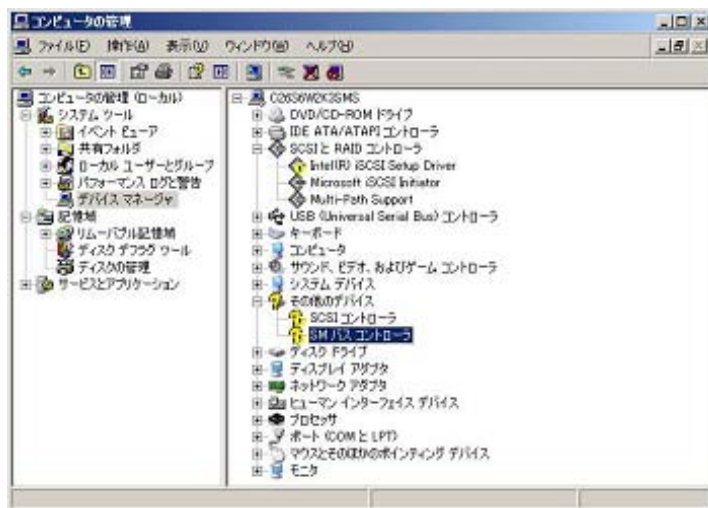 コンピュータの管理
ファイル(F) 操作(A) 表示(V) ウィンドウ(W) ヘルプ(H)
コンピュータの管理 (ローカル)
システム ツール
イベント ビューア
共有フォルダ
ローカル ユーザーとグループ
パフォーマンス ログと警告
デバイス マネージャ
記憶域
リムーバブル記憶域
ディスク デフラグ ツール
ディスクの管理
サービスとアプリケーション
C26S6W2K3SMS
DVD/CD-ROM ドライブ
IDE ATA/ATAPI コントローラ
SCSI と RAID コントローラ
Intel(R) iSCSI Setup Driver
Microsoft iSCSI Initiator
Multi-Path Support
USB (Universal Serial Bus) コントローラ
キーボード
コンピュータ
サウンド、ビデオ、およびゲーム コントローラ
システム デバイス
その他のデバイス
SCSI コントローラ
SM バス コントローラ
ディスク ドライブ
ディスプレイ アダプタ
ネットワーク アダプタ
ヒューマン インターフェイス デバイス
プロセッサ
ポート (COM と LPT)
マウスとそのほかのポインティング デバイス
モニタ